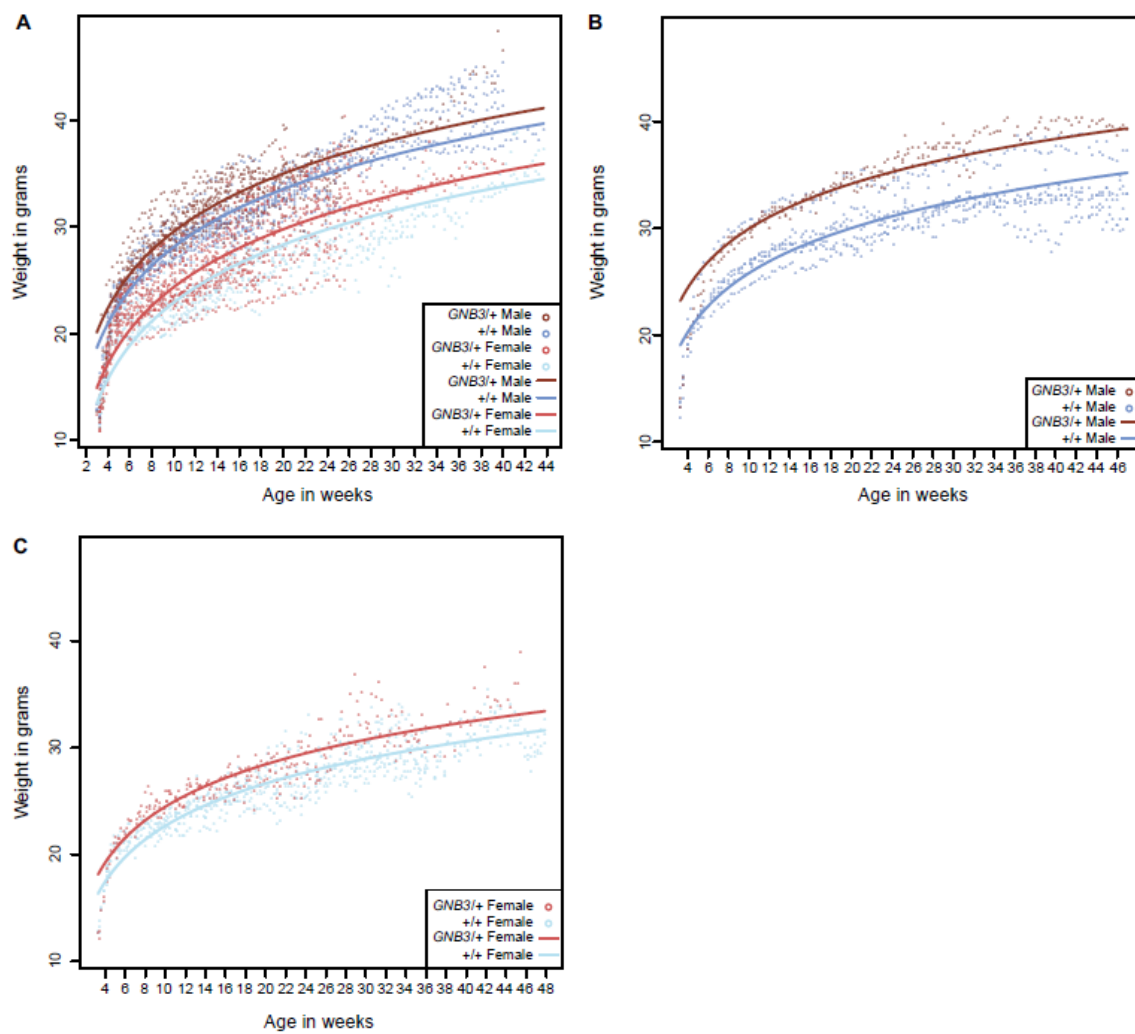 A
Weight in grams
40
30
20
10
GNB3/+ Male
+/+ Male
GNB3/+ Female
+/+ Female
GNB3/+ Male
+/+ Male
GNB3/+ Female
+/+ Female
2 4 6 8 10 12 14 16 18 20 22 24 26 28 30 32 34 36 38 40 42 44
Age in weeks
B
Weight in grams
40
30
20
10
GNB3/+ Male
+/+ Male
GNB3/+ Male
+/+ Male
4 6 8 10 12 14 16 18 20 22 24 26 28 30 32 34 36 38 40 42 44 46
Age in weeks
C
Weight in grams
40
30
20
10
GNB3/+ Female
+/+ Female
GNB3/+ Female
+/+ Female
4 6 8 10 12 14 16 18 20 22 24 26 28 30 32 34 36 38 40 42 44 46 48
Age in weeks